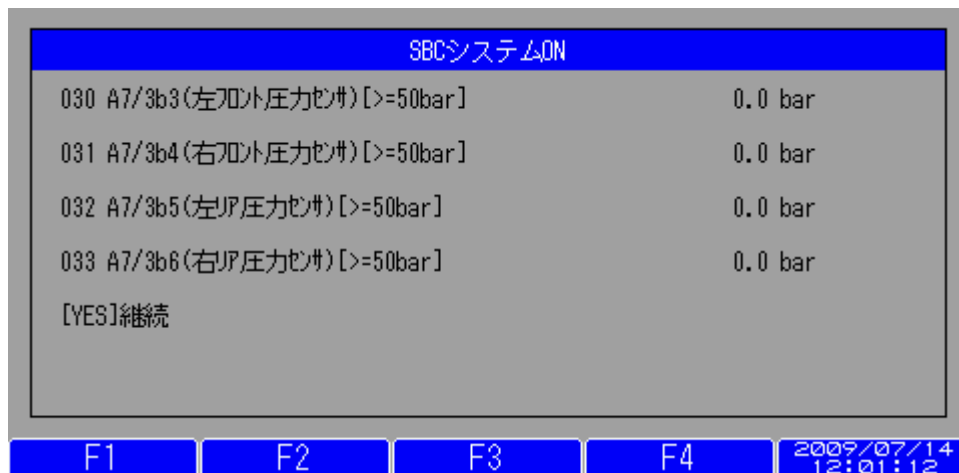 SBCシステムON
030 A7/3b3(左ﾌﾛﾝﾄ圧力ｾﾝｻ)[>=50bar] 0.0 bar
031 A7/3b4(右ﾌﾛﾝﾄ圧力ｾﾝｻ)[>=50bar] 0.0 bar
032 A7/3b5(左ﾘｱ圧力ｾﾝｻ)[>=50bar] 0.0 bar
033 A7/3b6(右ﾘｱ圧力ｾﾝｻ)[>=50bar] 0.0 bar
[YES]継続
F1 F2 F3 F4 2009/07/14
12:01:12